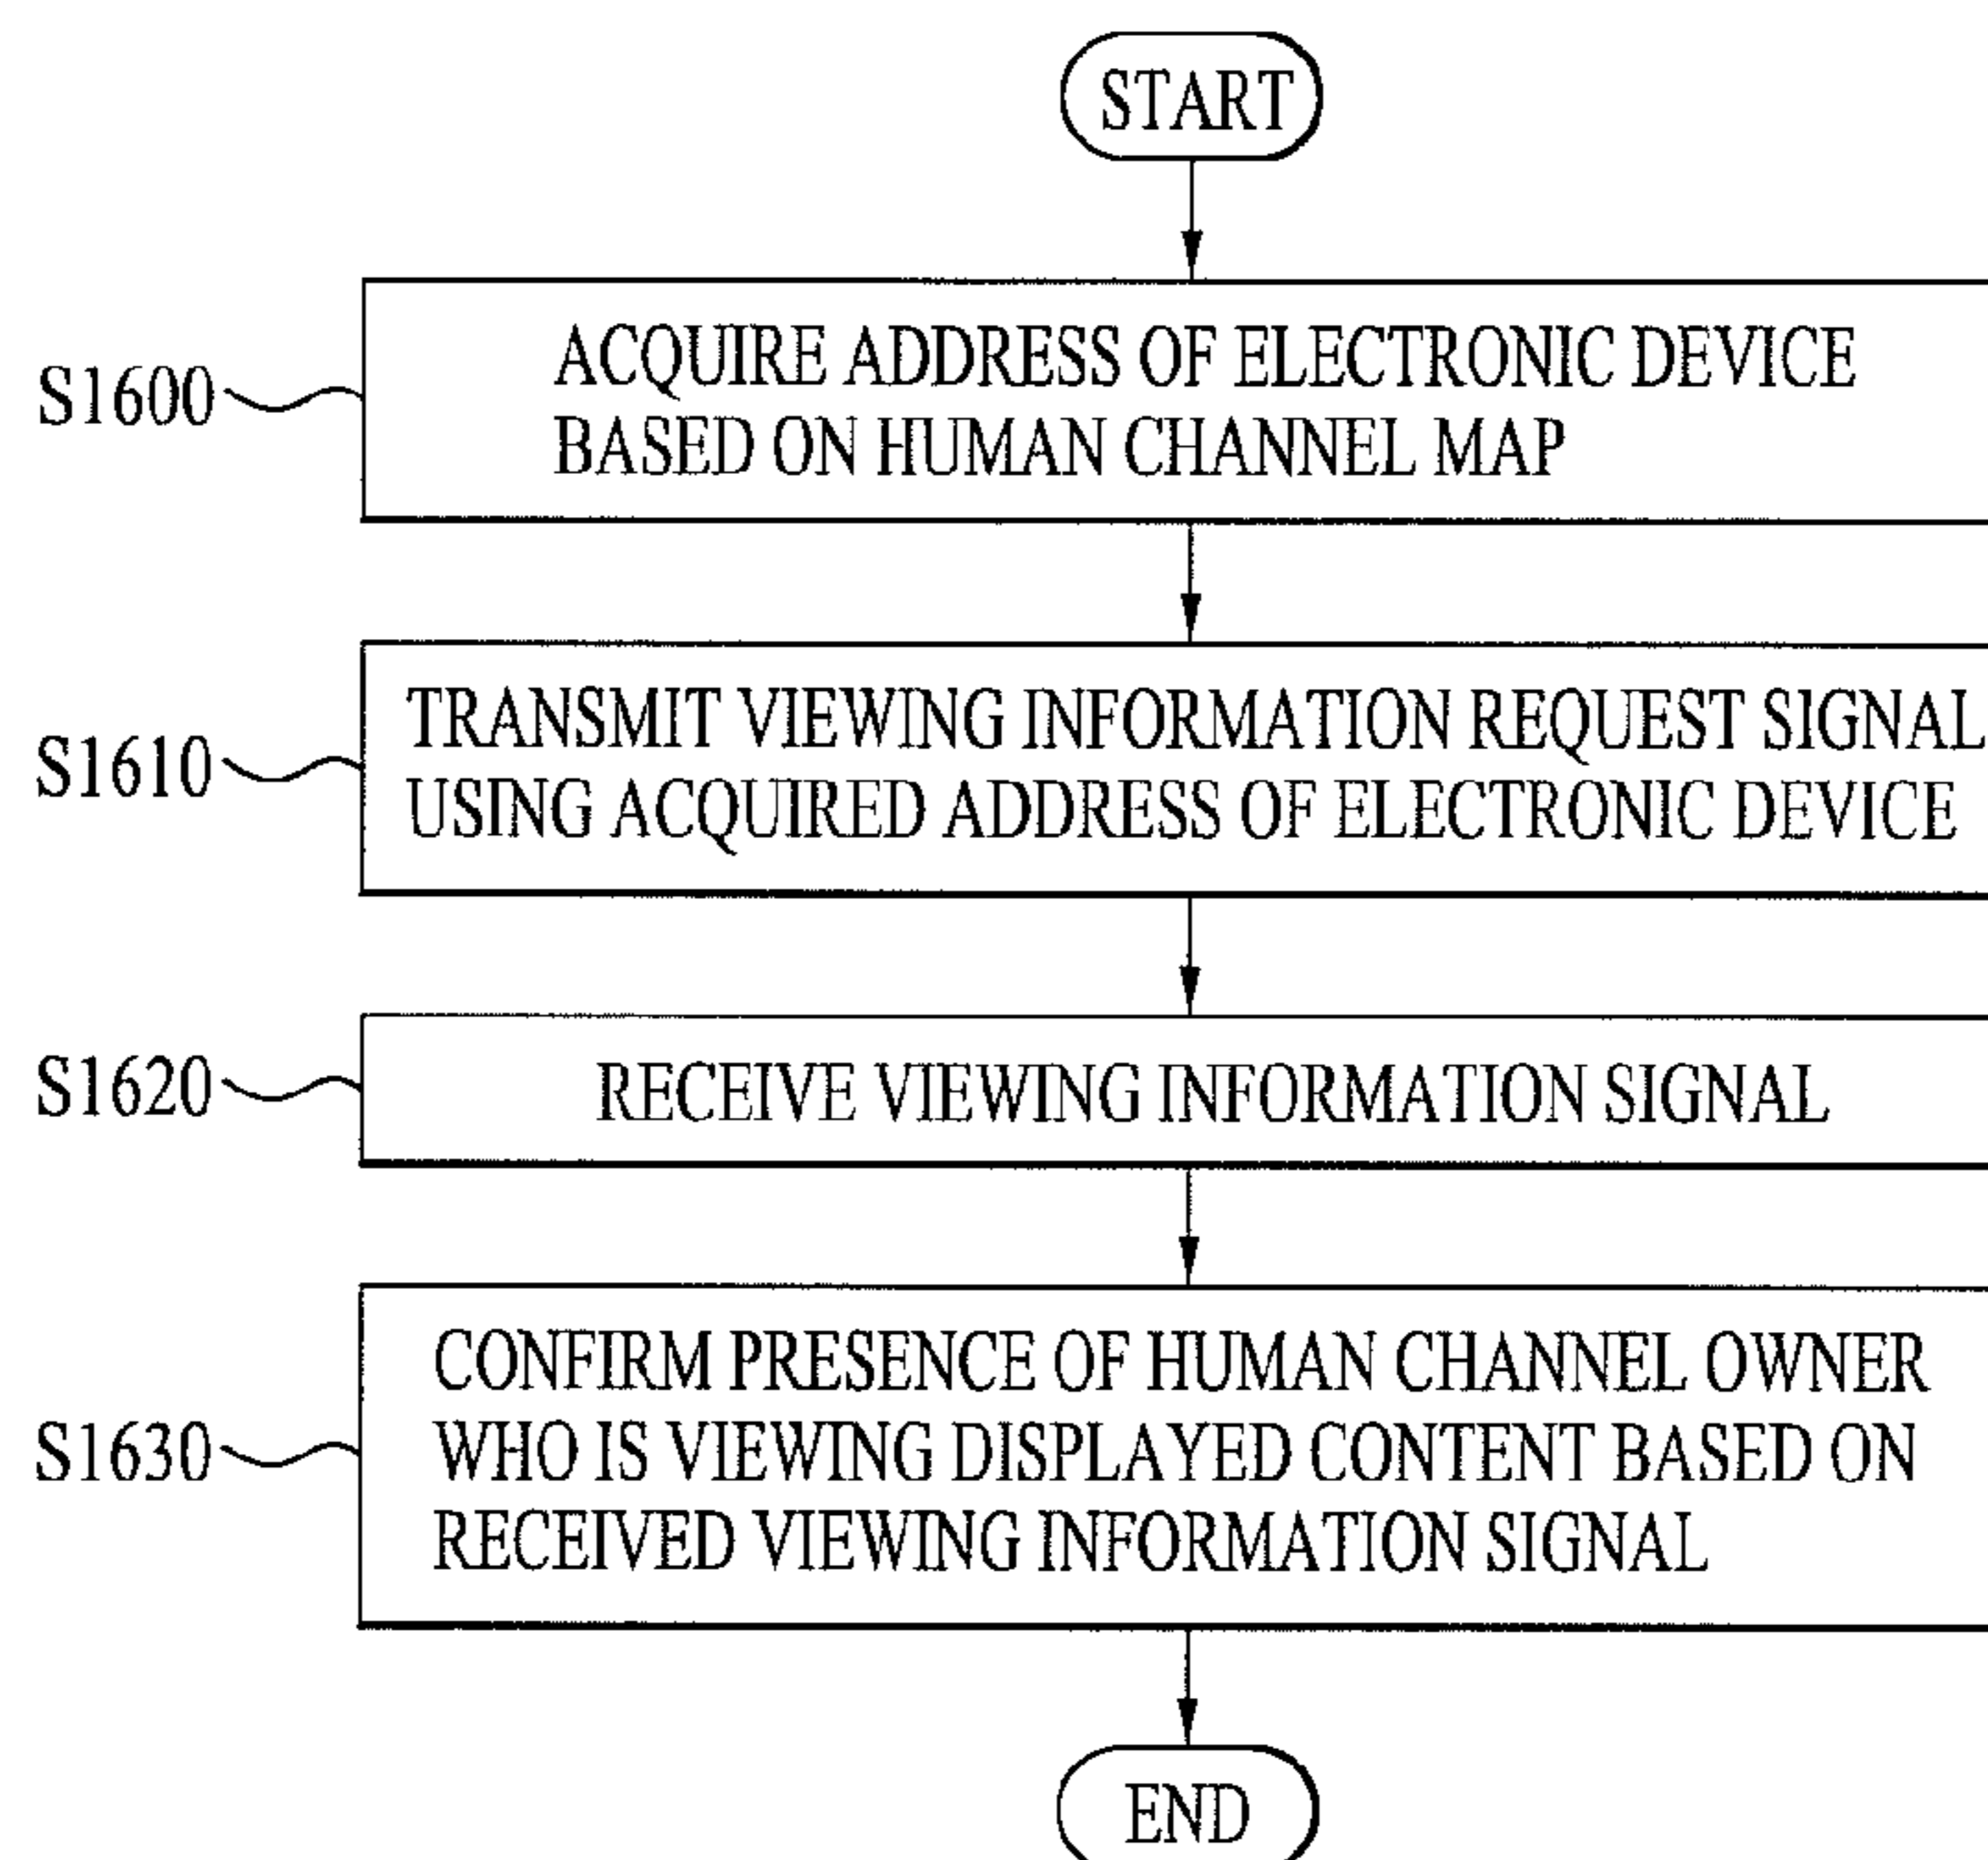 START
S1600
ACQUIRE ADDRESS OF ELECTRONIC DEVICE
BASED ON HUMAN CHANNEL MAP
S1610
TRANSMIT VIEWING INFORMATION REQUEST SIGNAL
USING ACQUIRED ADDRESS OF ELECTRONIC DEVICE
S1620
RECEIVE VIEWING INFORMATION SIGNAL
S1630
CONFIRM PRESENCE OF HUMAN CHANNEL OWNER
WHO IS VIEWING DISPLAYED CONTENT BASED ON
RECEIVED VIEWING INFORMATION SIGNAL
END